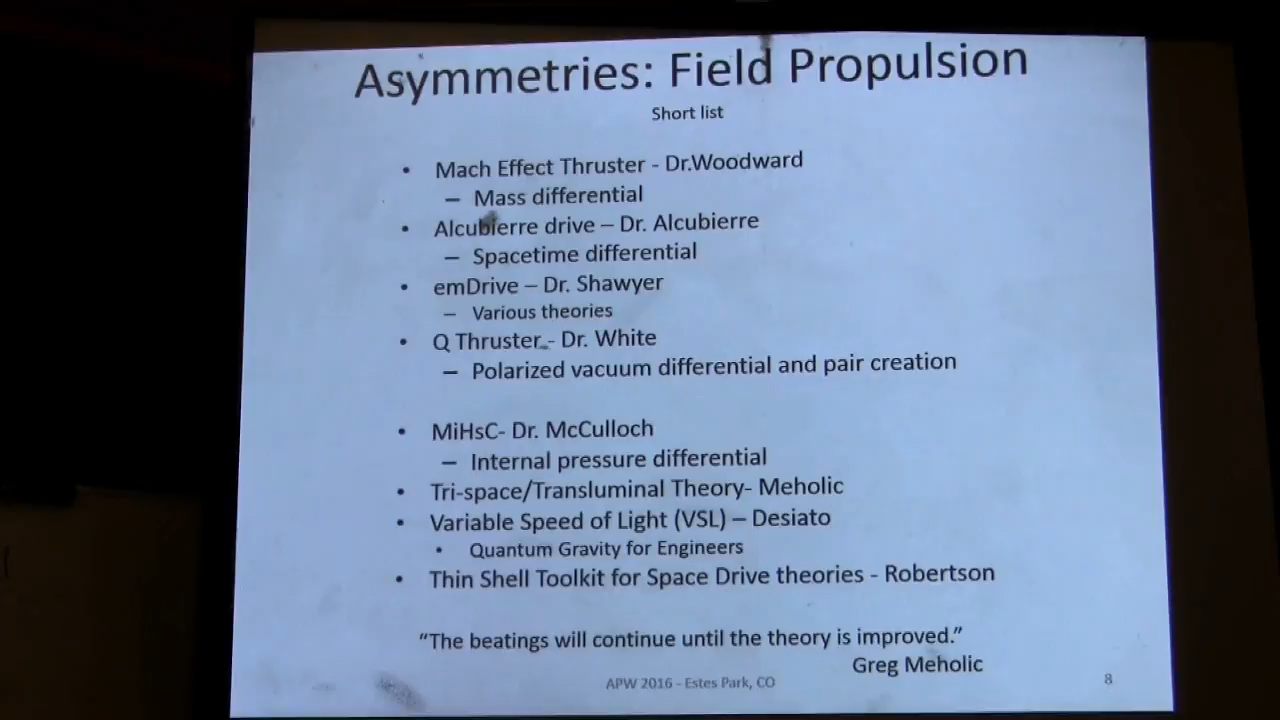 Asymmetries: Field Propulsion
Short list
• Mach Effect Thruster - Dr.Woodward
– Mass differential
• Alcubierre drive – Dr. Alcubierre
– Spacetime differential
• emDrive – Dr. Shawyer
– Various theories
• Q Thruster - Dr. White
– Polarized vacuum differential and pair creation
• MiHsC- Dr. McCulloch
– Internal pressure differential
• Tri-space/Transluminal Theory- Meholic
• Variable Speed of Light (VSL) – Desiato
• Quantum Gravity for Engineers
• Thin Shell Toolkit for Space Drive theories - Robertson
“The beatings will continue until the theory is improved.”
Greg Meholic
APW 2016 - Estes Park, CO
8